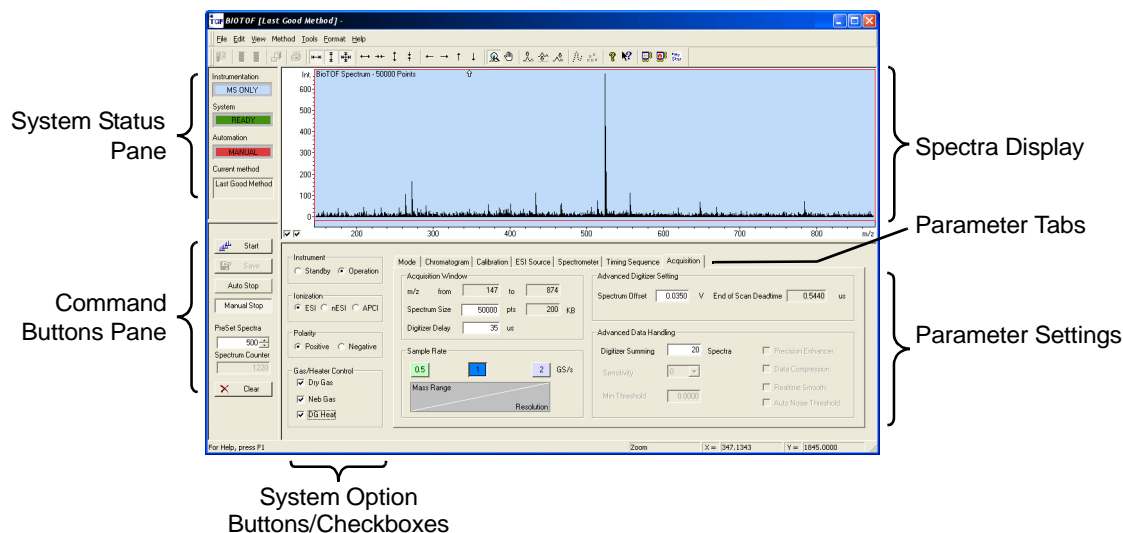 BIOTOF [Last Good Method] -
File Edit View Method Tools Format Help
System Status
Pane
Instrumentation
MS ONLY
System
READY
Automation
MANUAL
Current method
Last Good Method
Int.
BioTOF Spectrum - 50000 Points
600
500
400
300
200
100
0
200 300 400 500 600 700 800 m/z
Spectra Display
Parameter Tabs
Command
Buttons Pane
Start
Save
Auto Stop
Manual Stop
PreSet Spectra
500
Spectrum Counter
1220
Clear
Instrument
Standby Operation
Ionization
ESI nESI APCI
Polarity
Positive Negative
Gas/Heater Control
Dry Gas
Neb Gas
DG Heat
Mode Chromatogram Calibration ESI Source Spectrometer Timing Sequence Acquisition
Acquisition Window
m/z from 147 to 874
Spectrum Size 50000 pts 200 KB
Digitizer Delay 35 us
Sample Rate
0.5 1 2 GS/s
Mass Range
Resolution
Advanced Digitizer Setting
Spectrum Offset 0.0350 V End of Scan Deadtime 0.5440 us
Advanced Data Handling
Digitizer Summing 20 Spectra
Precision Enhancer
Sensitivity 0
Data Compression
Realtime Smooth
Min Threshold 0.0000
Auto Noise Threshold
Parameter Settings
For Help, press F1
Zoom X = 347.1343 Y = 1845.0000
System Option
Buttons/Checkboxes